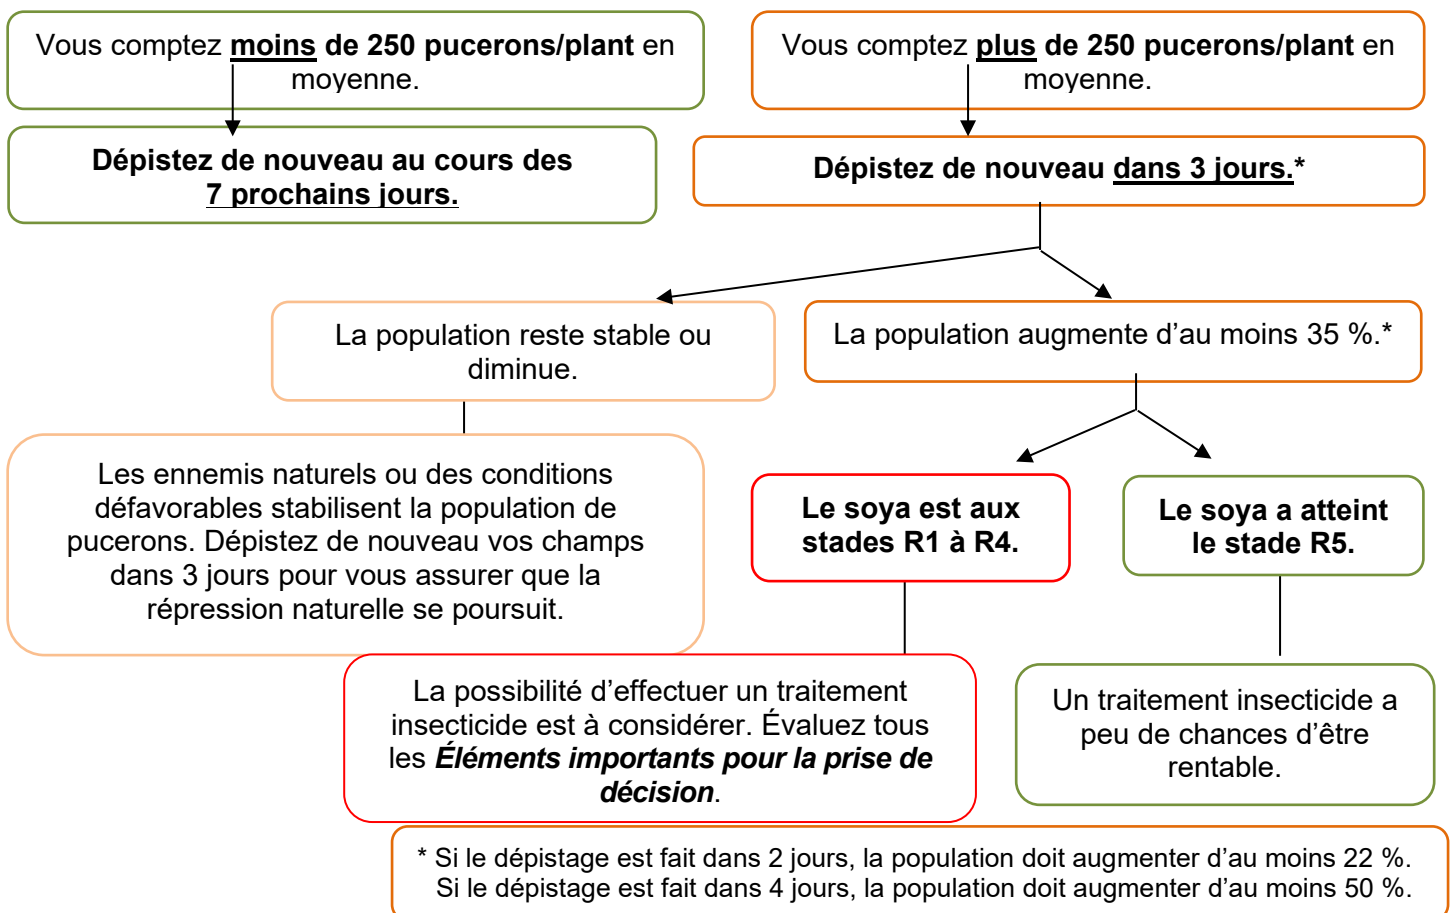 Vous comptez moins de 250 pucerons/plant en
moyenne.
Vous comptez plus de 250 pucerons/plant en
moyenne.
Dépistez de nouveau au cours des
7 prochains jours.
Dépistez de nouveau dans 3 jours.*
La population reste stable ou
diminue.
La population augmente d’au moins 35 %.*
Les ennemis naturels ou des conditions
défavorables stabilisent la population de
pucerons. Dépistez de nouveau vos champs
dans 3 jours pour vous assurer que la
répression naturelle se poursuit.
Le soya est aux
stades R1 à R4.
Le soya a atteint
le stade R5.
La possibilité d’effectuer un traitement
insecticide est à considérer. Évaluez tous
les Éléments importants pour la prise de
décision.
Un traitement insecticide a
peu de chances d’être
rentable.
* Si le dépistage est fait dans 2 jours, la population doit augmenter d’au moins 22 %.
Si le dépistage est fait dans 4 jours, la population doit augmenter d’au moins 50 %.